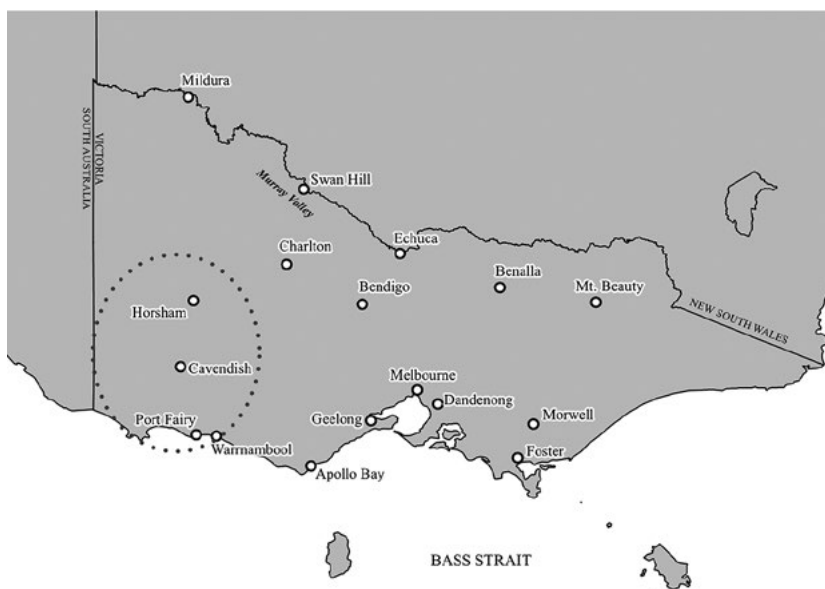 Mildura
SOUTH AUSTRALIA
VICTORIA
Swan Hill
Murray Valley
Echuca
Charlton
Benalla
Bendigo
Mt. Beauty
Horsham
NEW SOUTH WALES
Cavendish
Melbourne
Dandenong
Port Fairy
Geelong
Morwell
Warrnambool
Foster
Apollo Bay
BASS STRAIT